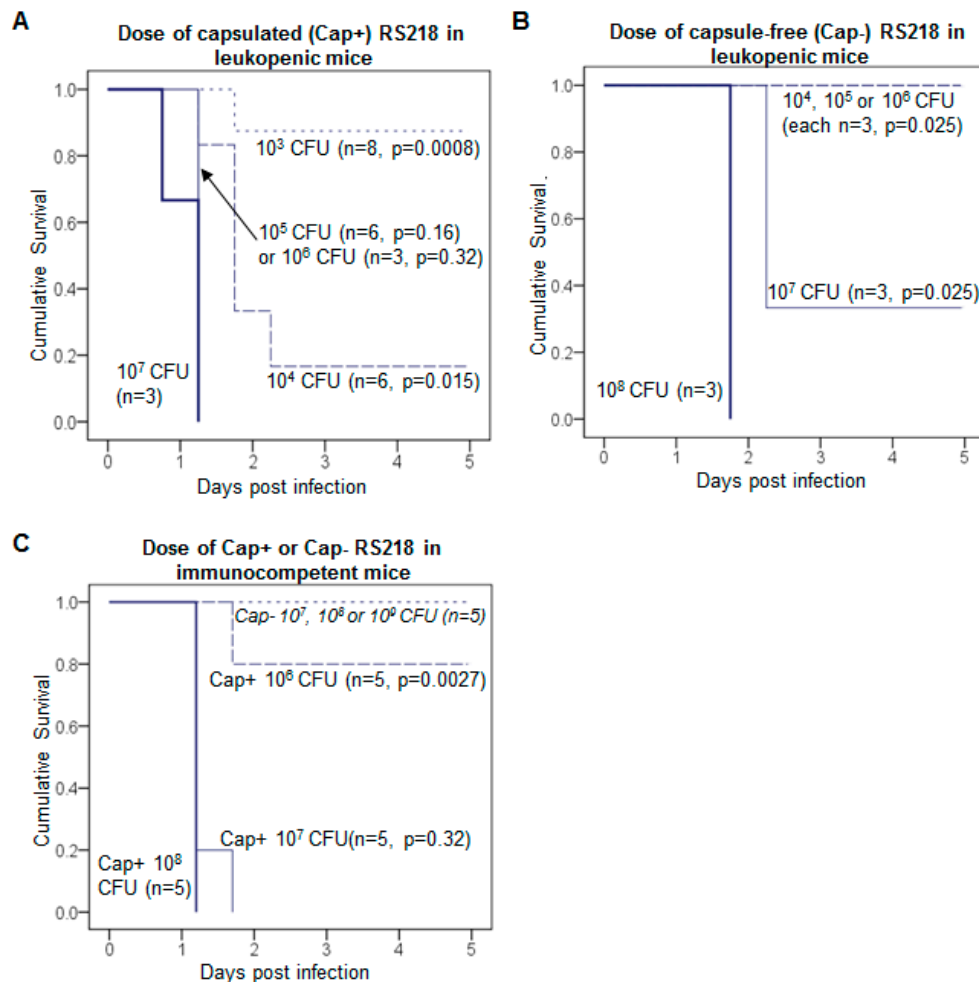 A
Dose of capsulated (Cap+) RS218 in
leukopenic mice
Cumulative Survival
1.0
0.8
0.6
0.4
0.2
0.0
10³ CFU (n=8, p=0.0008)
10⁵ CFU (n=6, p=0.16)
or 10⁶ CFU (n=3, p=0.32)
10⁷ CFU
(n=3)
10⁴ CFU (n=6, p=0.015)
0 1 2 3 4 5
Days post infection
B
Dose of capsule-free (Cap-) RS218 in
leukopenic mice
Cumulative Survival.
1.0
0.8
0.6
0.4
0.2
0.0
10⁴, 10⁵ or 10⁶ CFU
(each n=3, p=0.025)
10⁷ CFU (n=3, p=0.025)
10⁸ CFU (n=3)
0 1 2 3 4 5
Days post infection
C
Dose of Cap+ or Cap- RS218 in
immunocompetent mice
Cumulative Survival
1.0
0.8
0.6
0.4
0.2
0.0
Cap- 10⁷, 10⁸ or 10⁹ CFU (n=5)
Cap+ 10⁶ CFU (n=5, p=0.0027)
Cap+ 10⁷ CFU(n=5, p=0.32)
Cap+ 10⁸
CFU (n=5)
0 1 2 3 4 5
Days post infection